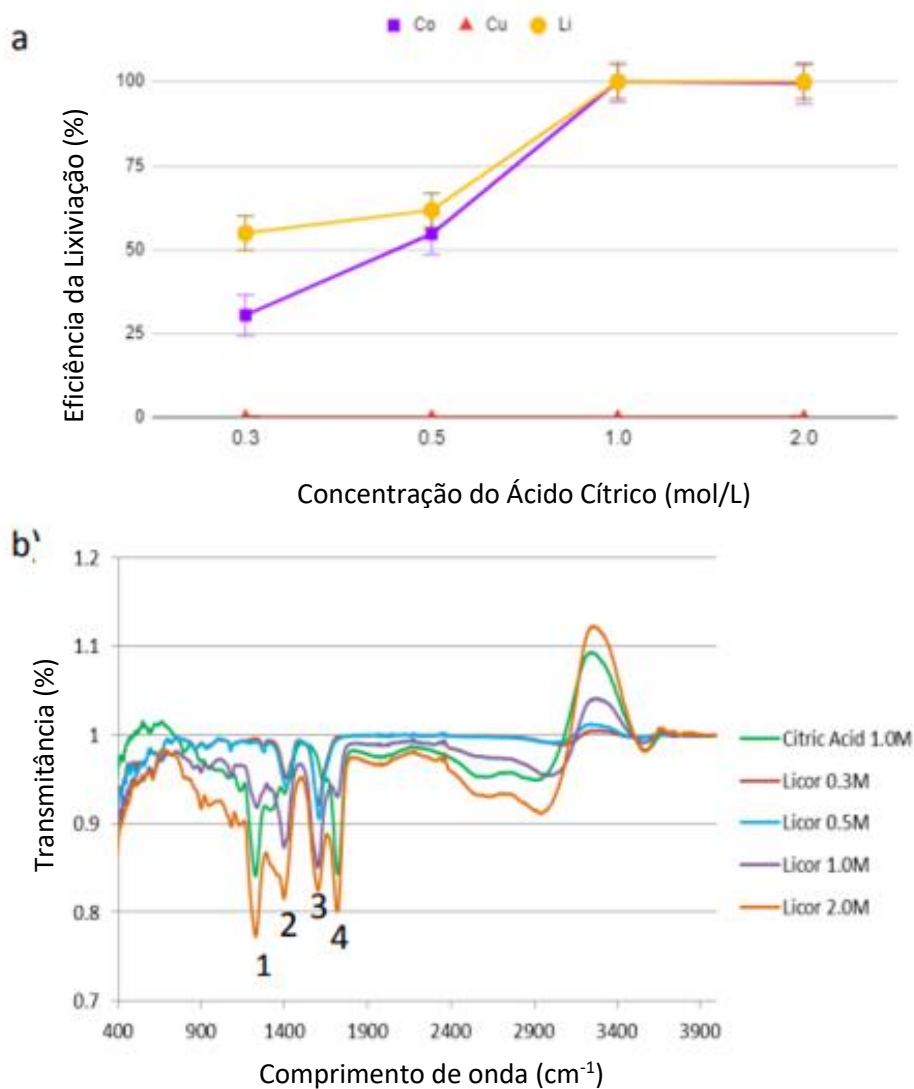 a
Co Cu Li
Eficiência da Lixiviação (%)
100
75
50
25
0
0.3 0.5 1.0 2.0
Concentração do Ácido Cítrico (mol/L)
b)
Transmitância (%)
1.2
1.1
1
0.9
0.8
0.7
1
2
3
4
Citric Acid 1.0M
Licor 0.3M
Licor 0.5M
Licor 1.0M
Licor 2.0M
400 900 1400 1900 2400 2900 3400 3900
Comprimento de onda (cm⁻¹)